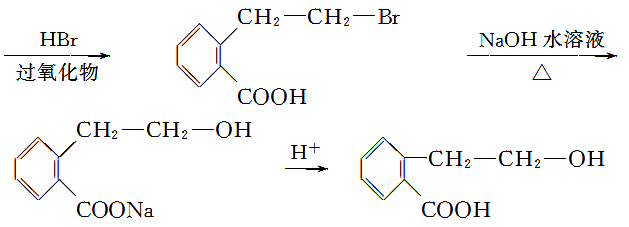 HBr
过氧化物
CH₂—CH₂—Br
COOH
NaOH 水溶液
△
CH₂—CH₂—OH
COONa
H⁺
CH₂—CH₂—OH
COOH